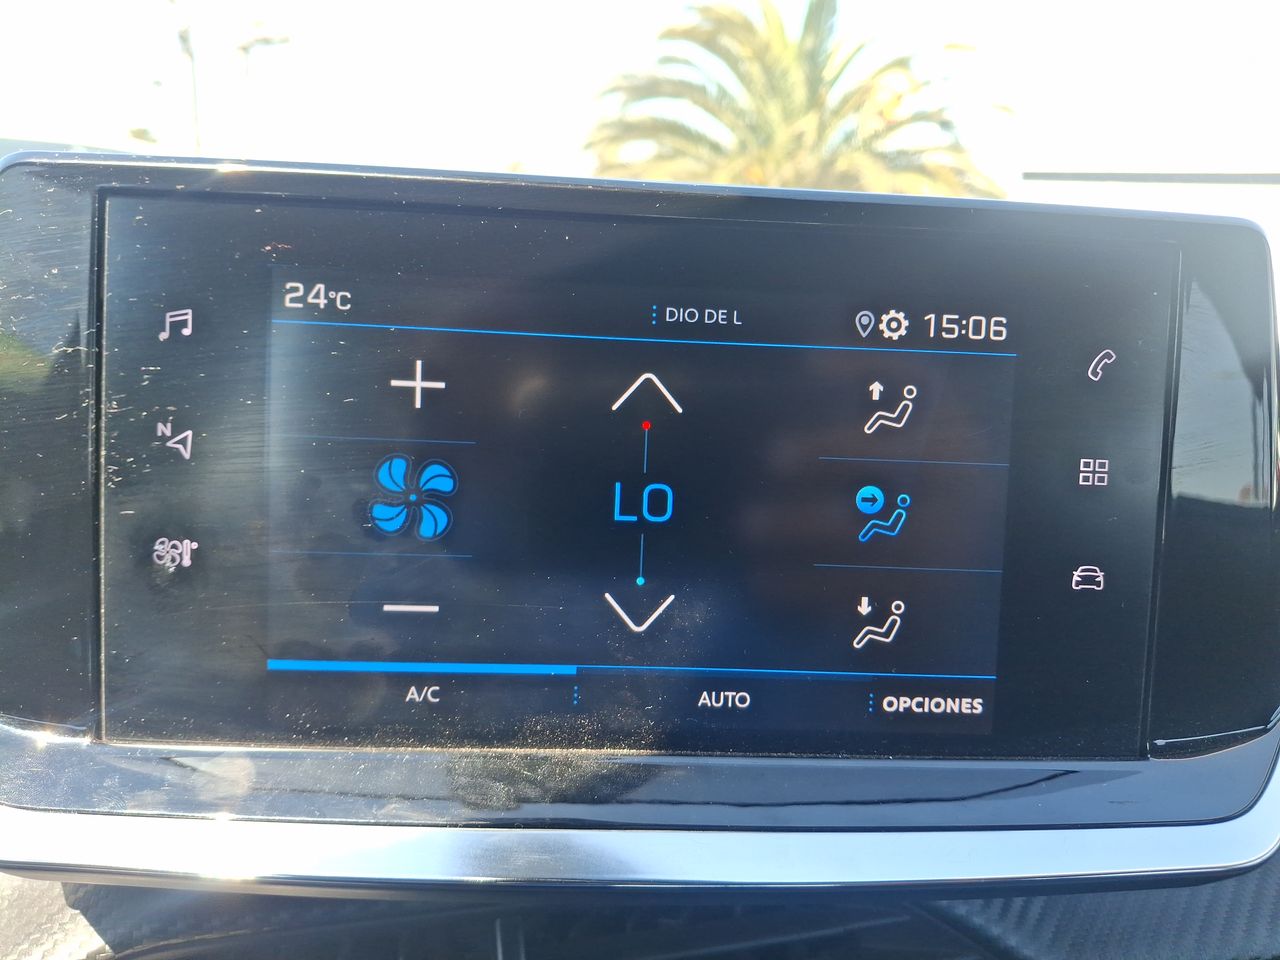 24°C
DIO DE L
15:06
N
LO
A/C
AUTO
OPCIONES